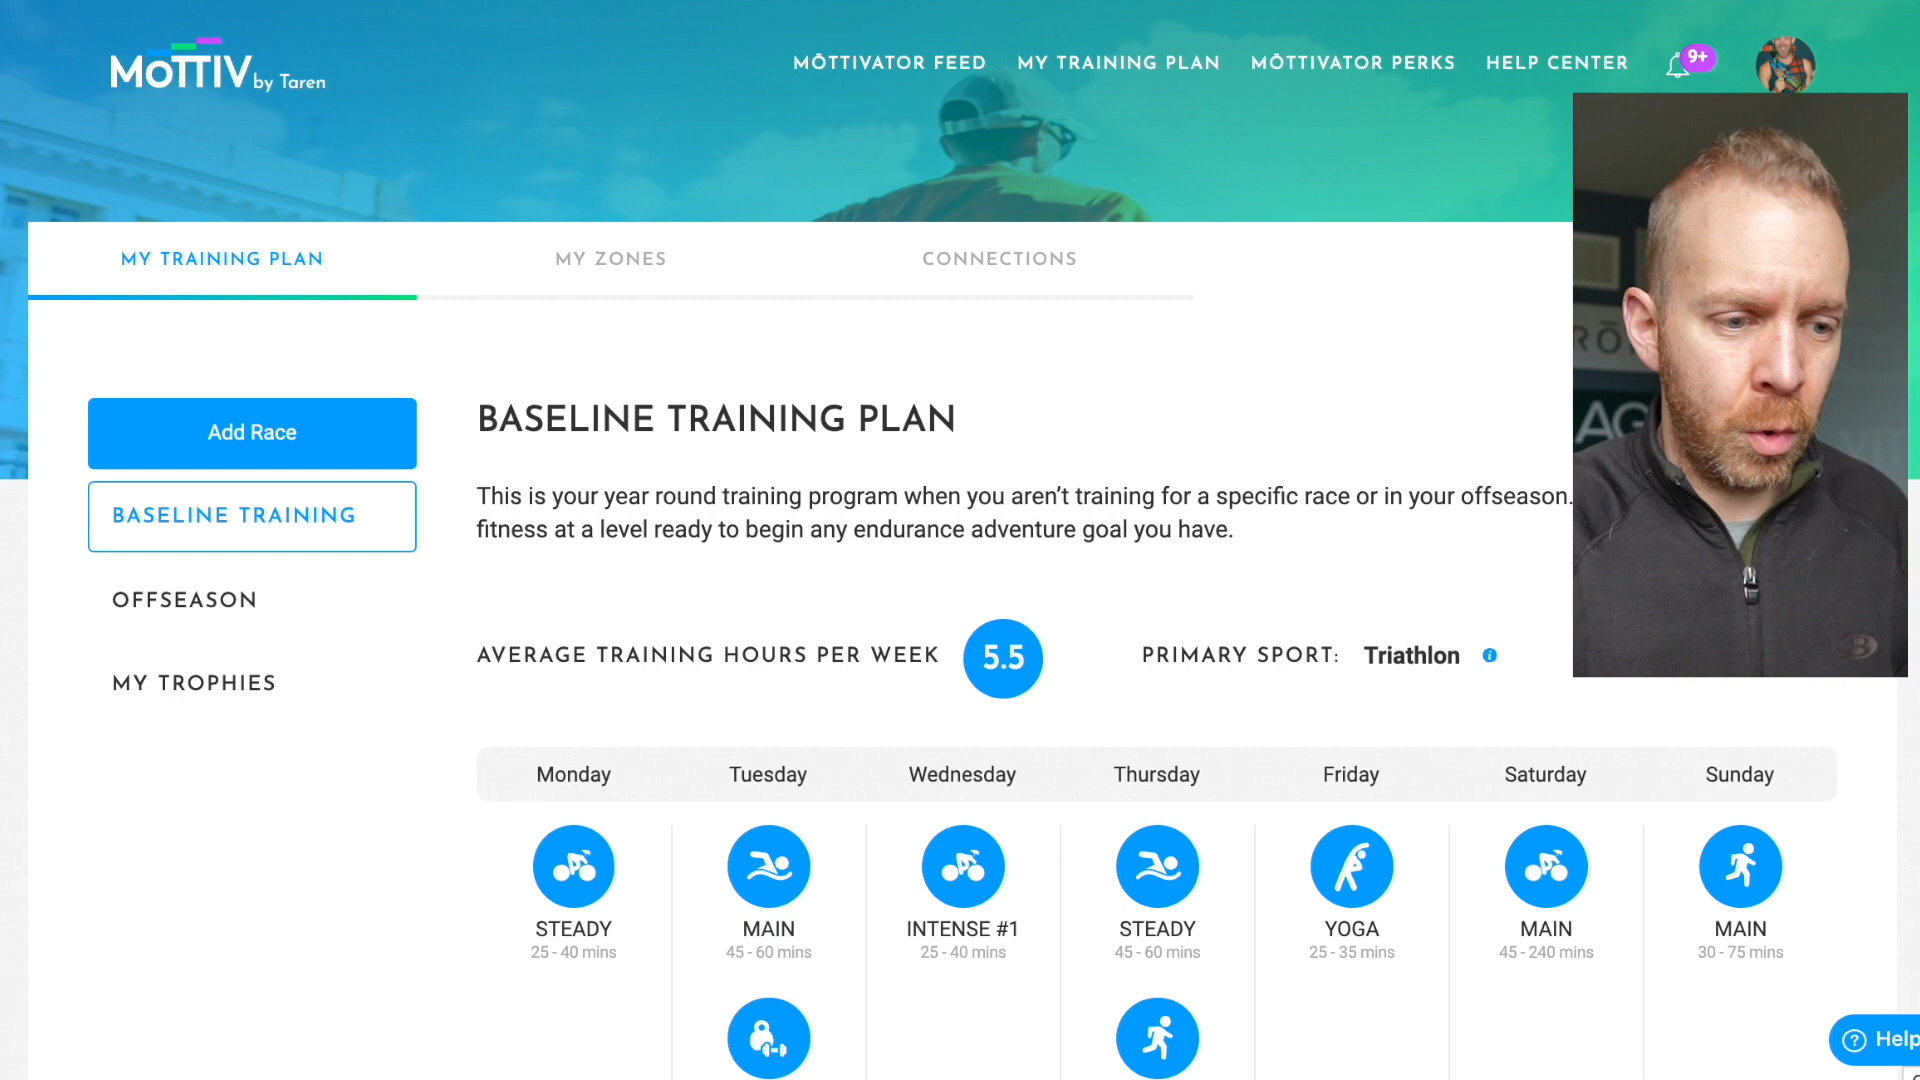 MŌTTIV by Taren
MŌTTIVATOR FEED MY TRAINING PLAN MŌTTIVATOR PERKS HELP CENTER 9+
MY TRAINING PLAN MY ZONES CONNECTIONS
Add Race
BASELINE TRAINING
OFFSEASON
MY TROPHIES
BASELINE TRAINING PLAN
This is your year round training program when you aren’t training for a specific race or in your offseason.
fitness at a level ready to begin any endurance adventure goal you have.
AVERAGE TRAINING HOURS PER WEEK 5.5 PRIMARY SPORT: Triathlon
Monday Tuesday Wednesday Thursday Friday Saturday Sunday
STEADY MAIN INTENSE #1 STEADY YOGA MAIN MAIN
25 - 40 mins 45 - 60 mins 25 - 40 mins 45 - 60 mins 25 - 35 mins 45 - 240 mins 30 - 75 mins
AG
Help